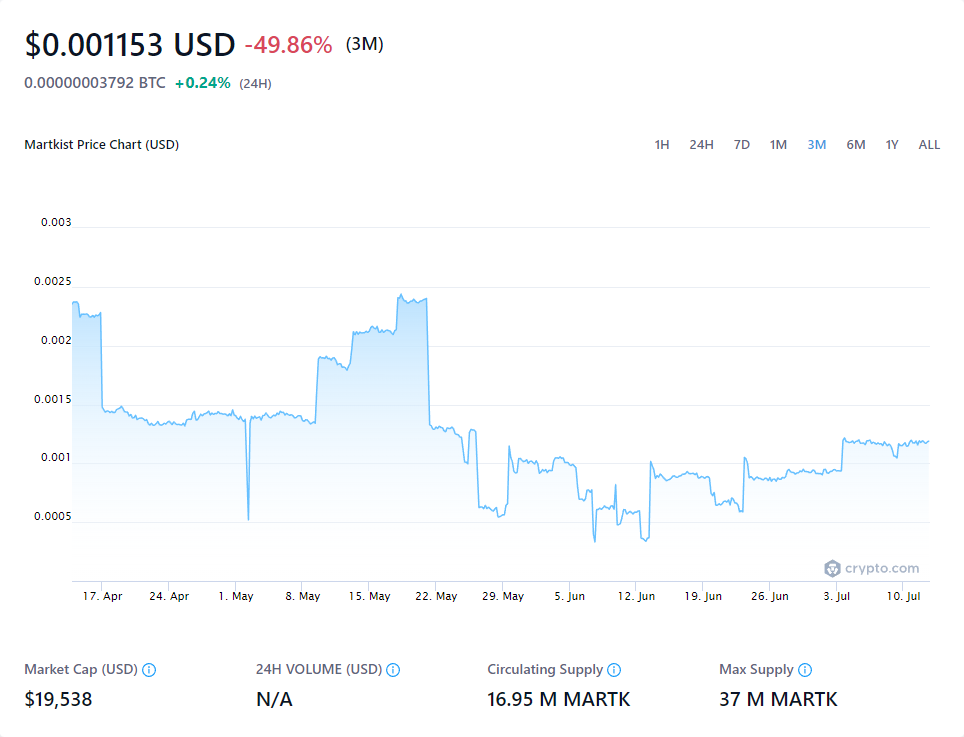 $0.001153 USD -49.86% (3M)
0.00000003792 BTC +0.24% (24H)
Martkist Price Chart (USD) 1H 24H 7D 1M 3M 6M 1Y ALL
0.003
0.0025
0.002
0.0015
0.001
0.0005
crypto.com
17. Apr 24. Apr 1. May 8. May 15. May 22. May 29. May 5. Jun 12. Jun 19. Jun 26. Jun 3. Jul 10. Jul
Market Cap (USD) 24H VOLUME (USD) Circulating Supply Max Supply
$19,538 N/A 16.95 M MARTK 37 M MARTK